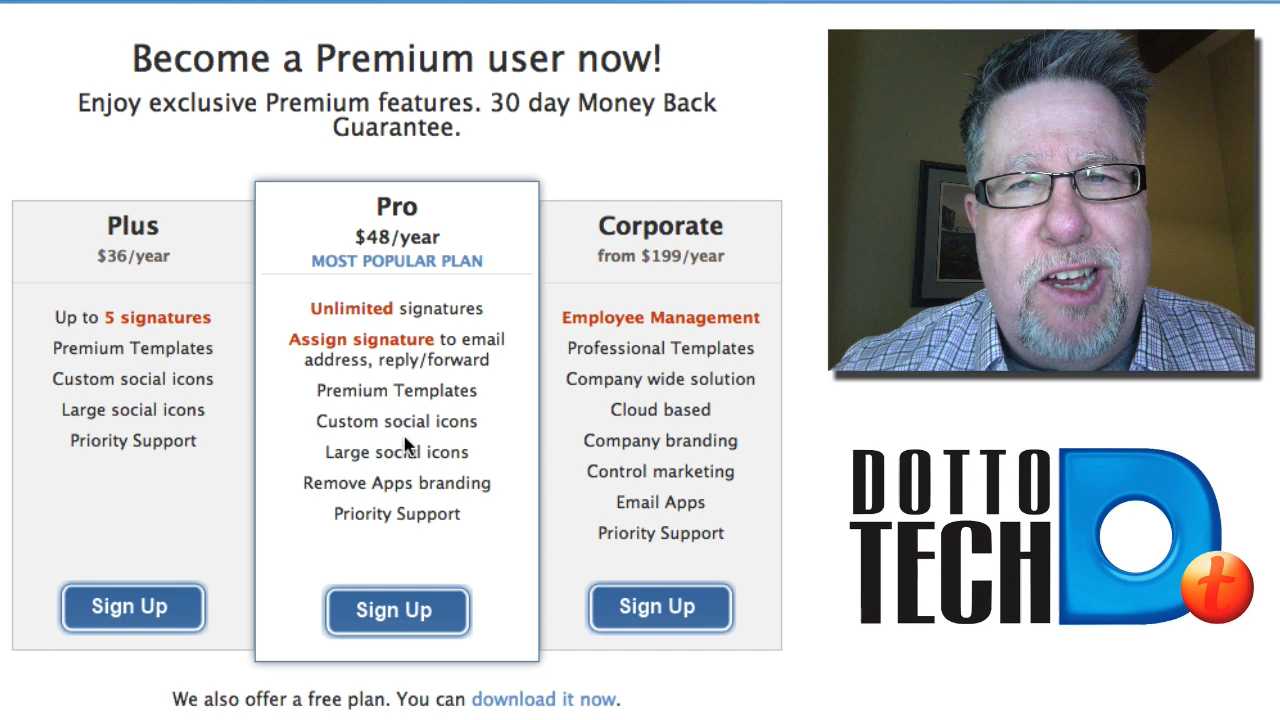 Become a Premium user now!
Enjoy exclusive Premium features. 30 day Money Back
Guarantee.
Plus
$36/year
Up to 5 signatures
Premium Templates
Custom social icons
Large social icons
Priority Support
Sign Up
Pro
$48/year
MOST POPULAR PLAN
Unlimited signatures
Assign signature to email
address, reply/forward
Premium Templates
Custom social icons
Large social icons
Remove Apps branding
Priority Support
Sign Up
Corporate
from $199/year
Employee Management
Professional Templates
Company wide solution
Cloud based
Company branding
Control marketing
Email Apps
Priority Support
Sign Up
We also offer a free plan. You can download it now.
DOTTO
TECH
D
t